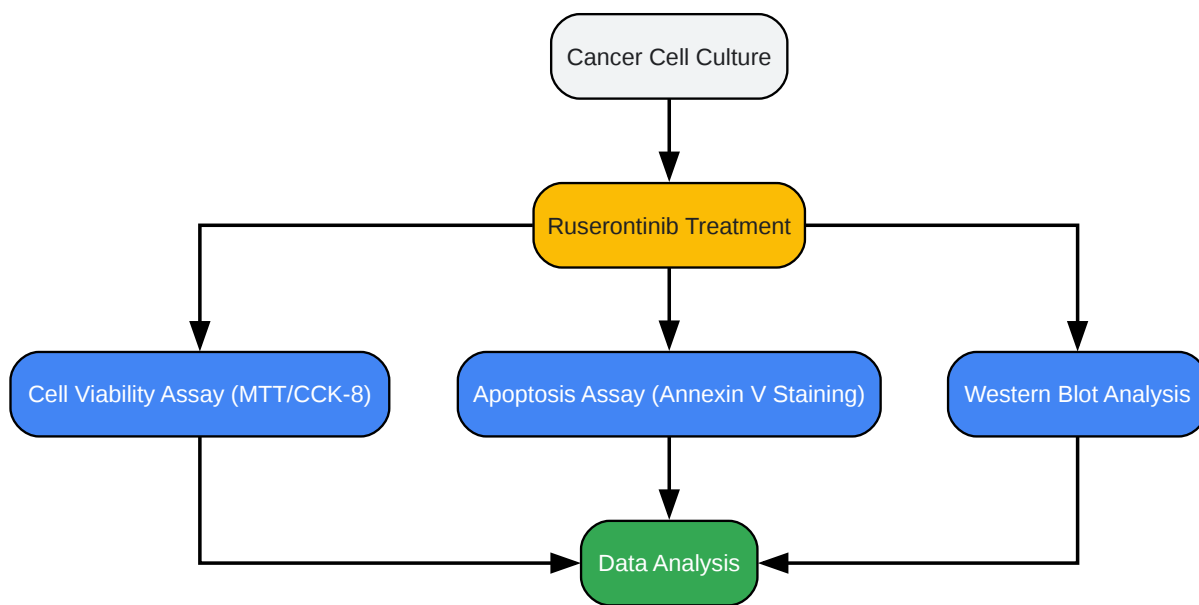 Cancer Cell Culture
Ruserontinib Treatment
Cell Viability Assay (MTT/CCK-8)
Apoptosis Assay (Annexin V Staining)
Western Blot Analysis
Data Analysis